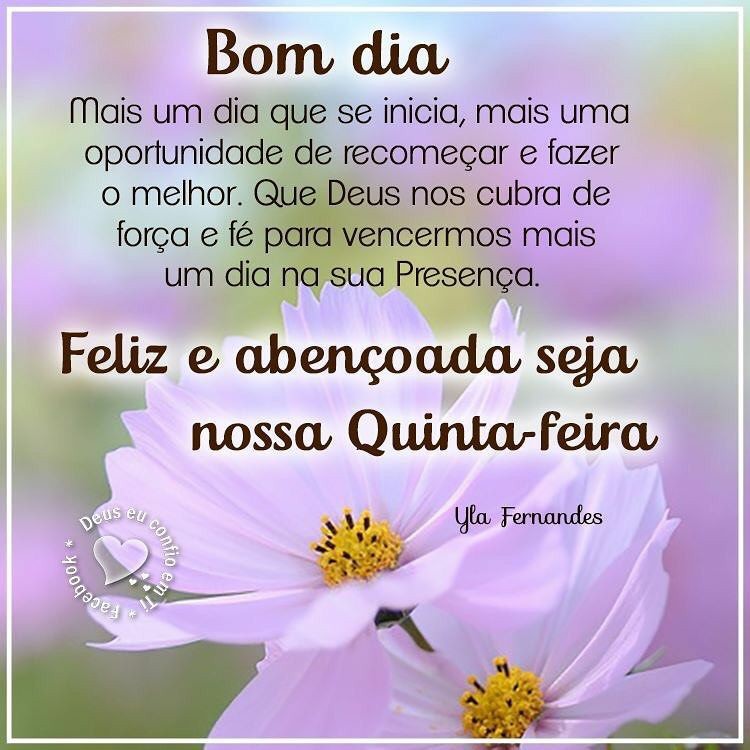 Bom dia
Mais um dia que se inicia, mais uma
oportunidade de recomeçar e fazer
o melhor. Que Deus nos cubra de
força e fé para vencermos mais
um dia na sua Presença.
Feliz e abençoada seja
nossa Quinta-feira
Yla Fernandes
Deus eu confio em Ti * Facebook *